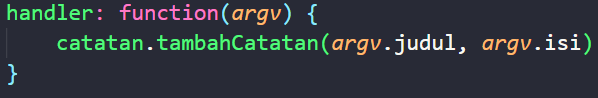 handler: function(argv) {
    catatan.tambahCatatan(argv.judul, argv.isi)
}